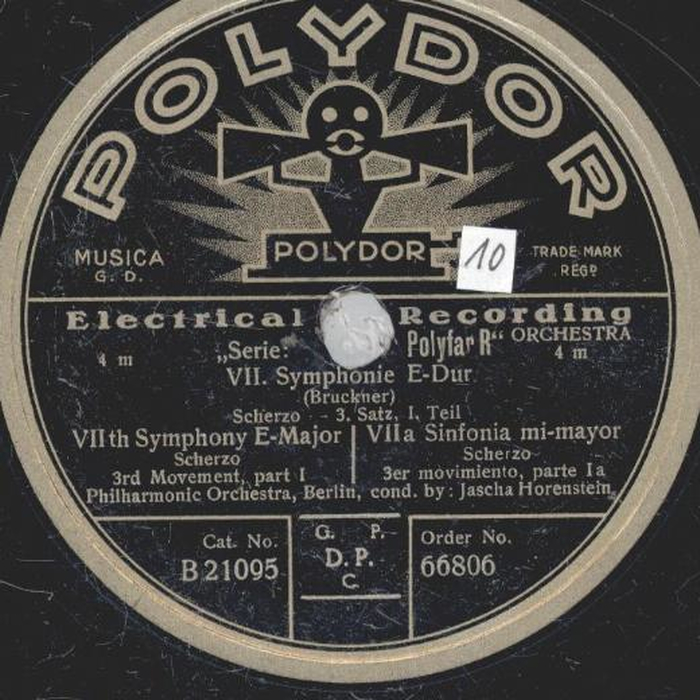 POLYDOR
POLYDOR
10
MUSICA
G. D.
TRADE MARK
REGD
Electrical Recording
„Serie: Polyfar R“ ORCHESTRA
4 m 4 m
VII. Symphonie E-Dur
(Bruckner)
Scherzo - 3. Satz, I. Teil
VIIth Symphony E-Major
Scherzo
3rd Movement, part I
VIIa Sinfonia mi-mayor
Scherzo
3er movimiento, parte Ia
Philharmonic Orchestra, Berlin, cond. by: Jascha Horenstein
Cat. No.
B 21095
G. P.
D.P.
C.
Order No.
66806